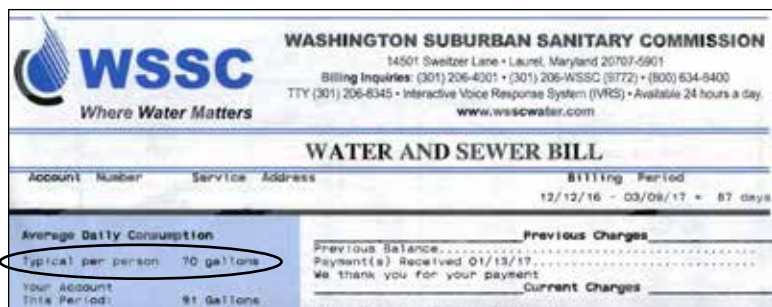 WSSC
Where Water Matters
WASHINGTON SUBURBAN SANITARY COMMISSION
14501 Sweitzer Lane • Laurel, Maryland 20707-5901
Billing Inquiries: (301) 206-4001 • (301) 206-WSSC (9772) • (800) 634-8400
TTY (301) 206-8345 • Interactive Voice Response System (IVRS) • Available 24 hours a day.
www.wsscwater.com
WATER AND SEWER BILL
Account Number Service Address Billing Period
12/12/16 - 03/09/17 = 87 days
Average Daily Consumption
Typical per person 70 gallons
Your Account
This Period: 91 Gallons
Previous Charges
Previous Balance
Payment(s) Received 01/13/17
We thank you for your payment
Current Charges